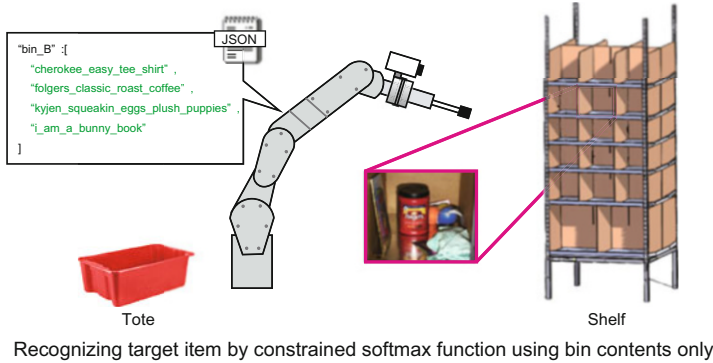 JSON
"bin_B" :[
"cherokee_easy_tee_shirt" ,
"folgers_classic_roast_coffee" ,
"kyjen_squeakin_eggs_plush_puppies" ,
"i_am_a_bunny_book"
]
Tote
Shelf
Recognizing target item by constrained softmax function using bin contents only